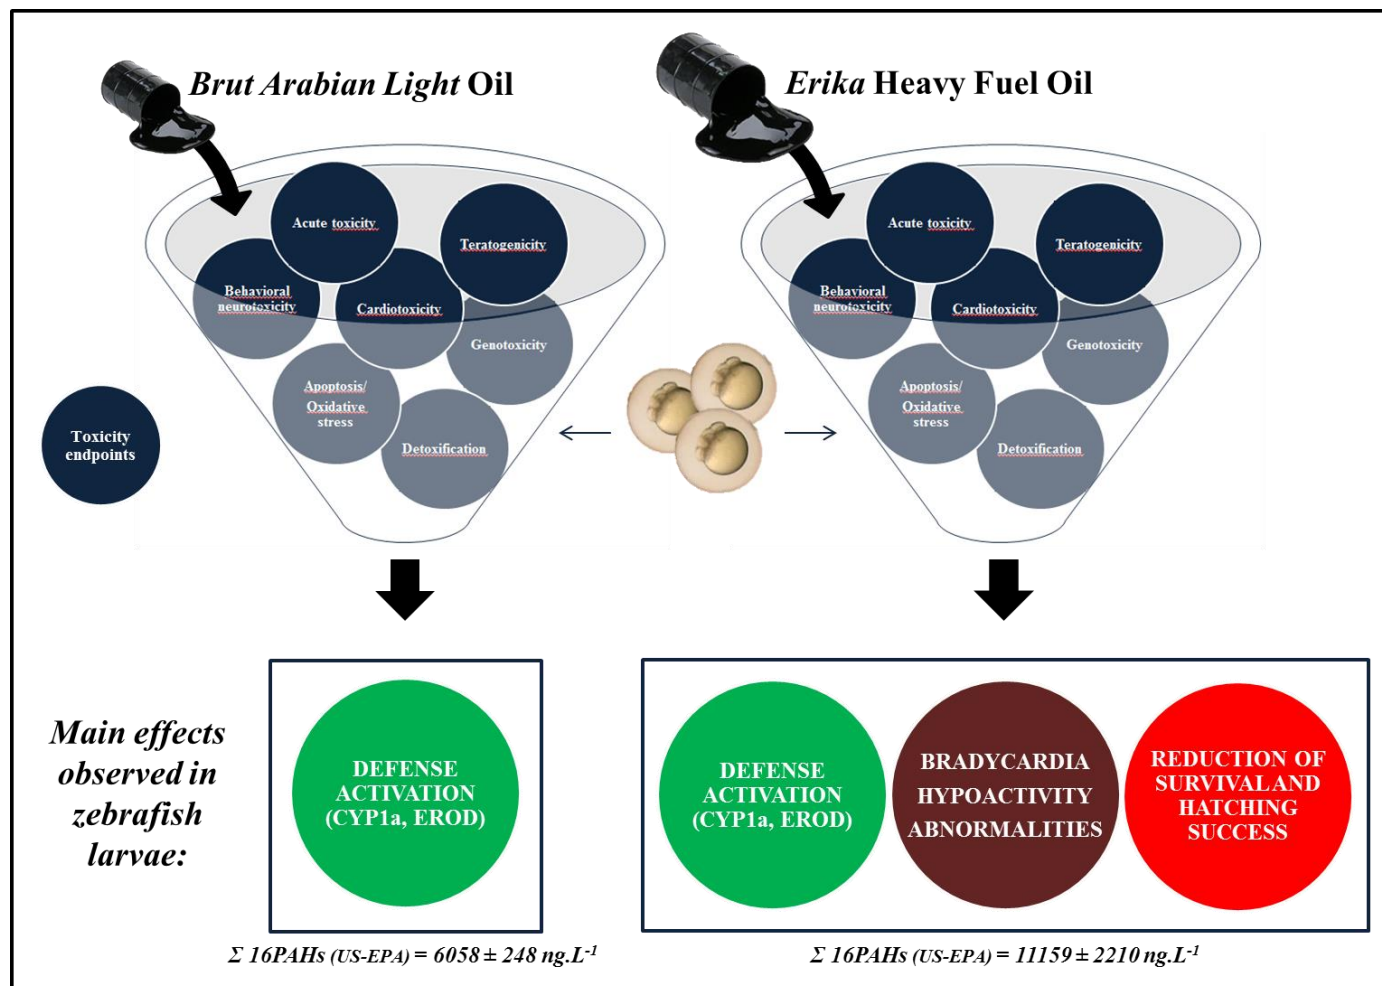 Brut Arabian Light Oil
Erika Heavy Fuel Oil
Acute toxicity
Teratogenicity
Behavioral
neurotoxicity
Cardiotoxicity
Genotoxicity
Apoptosis/
Oxidative
stress
Detoxification
Acute toxicity
Teratogenicity
Behavioral
neurotoxicity
Cardiotoxicity
Genotoxicity
Apoptosis/
Oxidative
stress
Detoxification
Toxicity
endpoints
Main effects
observed in
zebrafish
larvae:
DEFENSE
ACTIVATION
(CYP1a, EROD)
DEFENSE
ACTIVATION
(CYP1a, EROD)
BRADYCARDIA
HYPOACTIVITY
ABNORMALITIES
REDUCTION OF
SURVIVAL AND
HATCHING
SUCCESS
Σ 16PAHs (US-EPA) = 6058 ± 248 ng.L⁻¹
Σ 16PAHs (US-EPA) = 11159 ± 2210 ng.L⁻¹